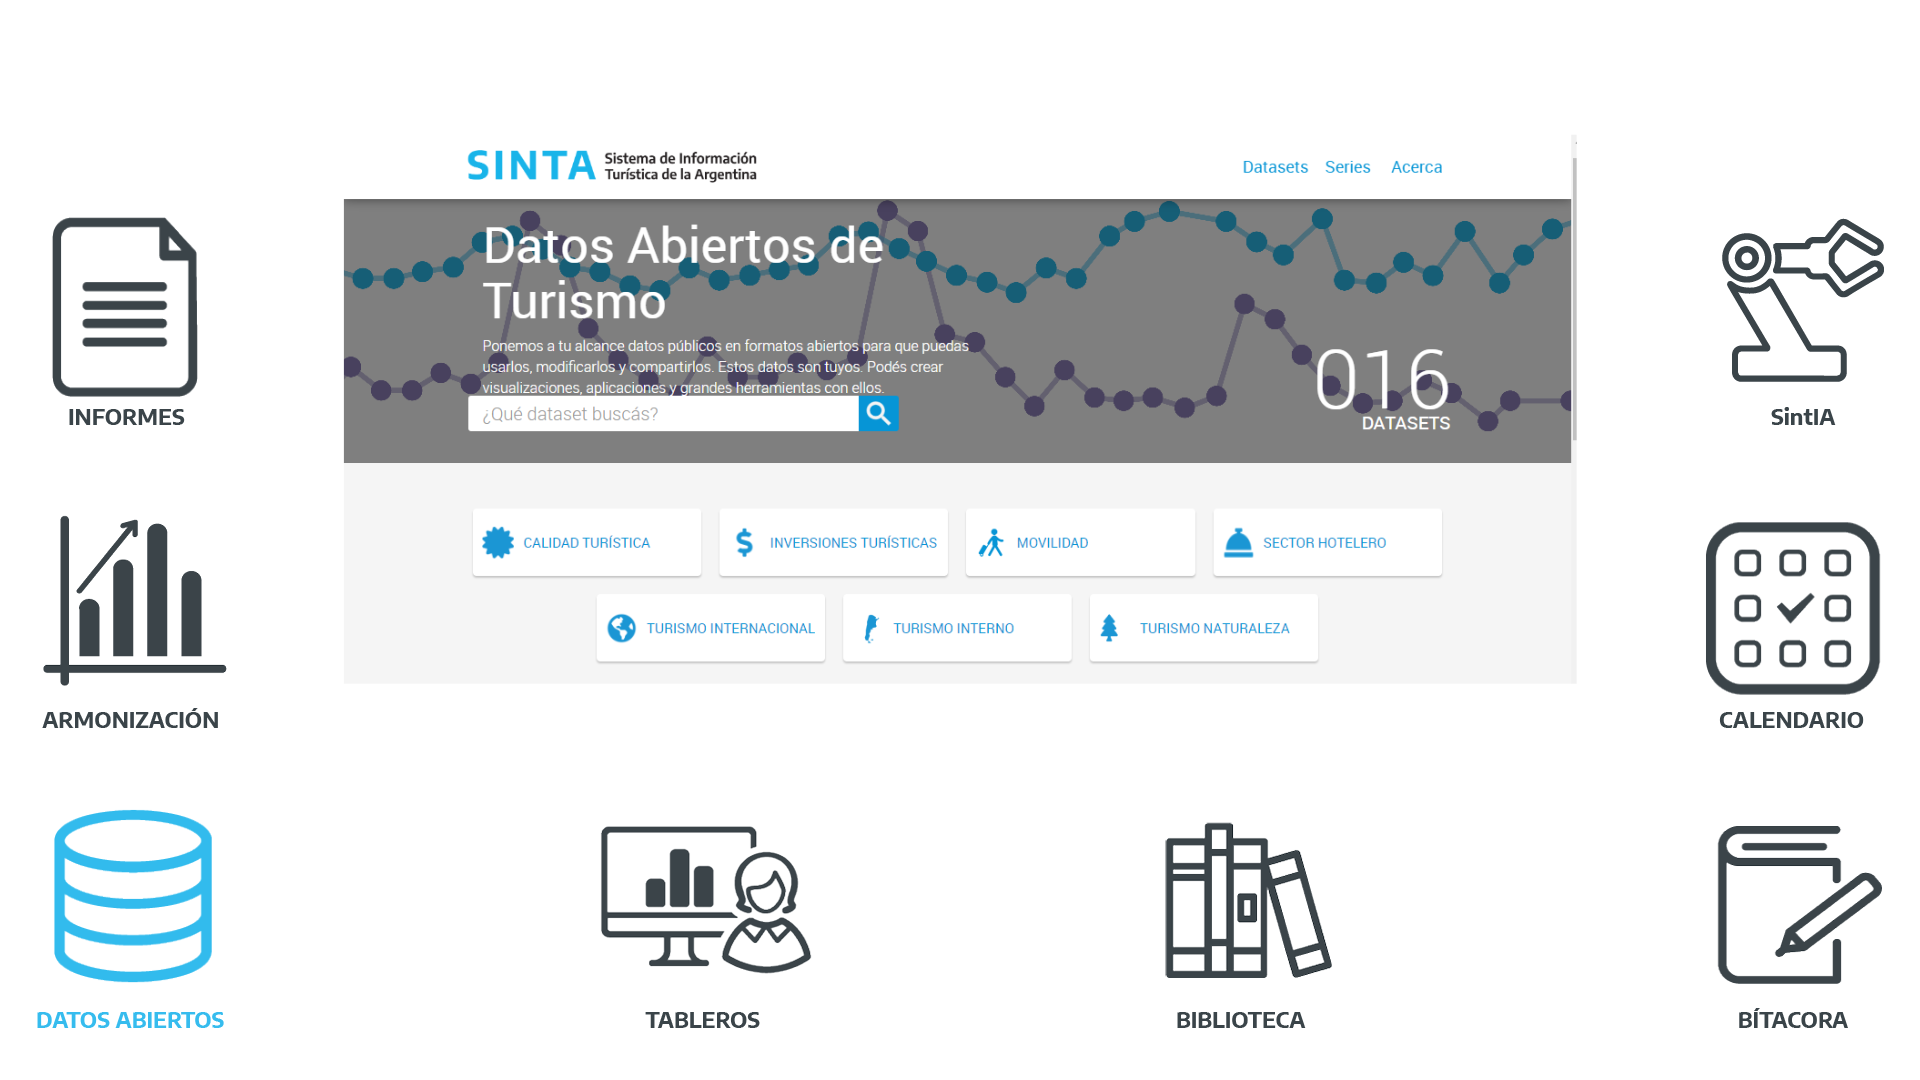 SINTA
Sistema de Información
Turística de la Argentina
Datasets Series Acerca
Datos Abiertos de
Turismo
Ponemos a tu alcance datos públicos en formatos abiertos para que puedas
usarlos, modificarlos y compartirlos. Estos datos son tuyos. Podés crear
visualizaciones, aplicaciones y grandes herramientas con ellos.
¿Qué dataset buscás?
016
DATASETS
CALIDAD TURÍSTICA
INVERSIONES TURÍSTICAS
MOVILIDAD
SECTOR HOTELERO
TURISMO INTERNACIONAL
TURISMO INTERNO
TURISMO NATURALEZA
INFORMES
SintIA
ARMONIZACIÓN
CALENDARIO
DATOS ABIERTOS
TABLEROS
BIBLIOTECA
BÍTACORA